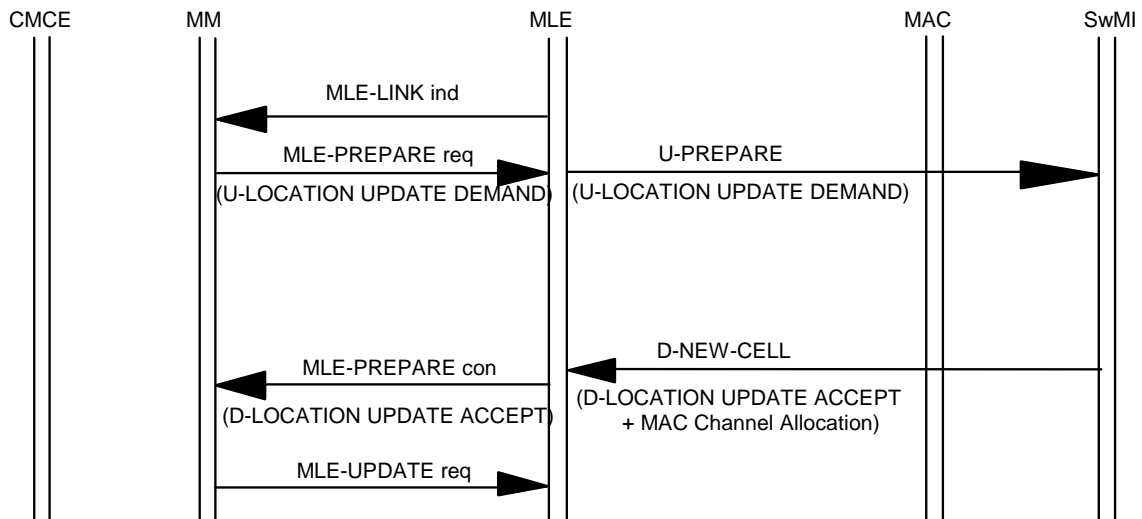 CMCE MM MLE MAC SwMI
MLE-LINK ind
MLE-PREPARE req U-PREPARE
(U-LOCATION UPDATE DEMAND) (U-LOCATION UPDATE DEMAND)
D-NEW-CELL
MLE-PREPARE con
(D-LOCATION UPDATE ACCEPT) (D-LOCATION UPDATE ACCEPT
+ MAC Channel Allocation)
MLE-UPDATE req